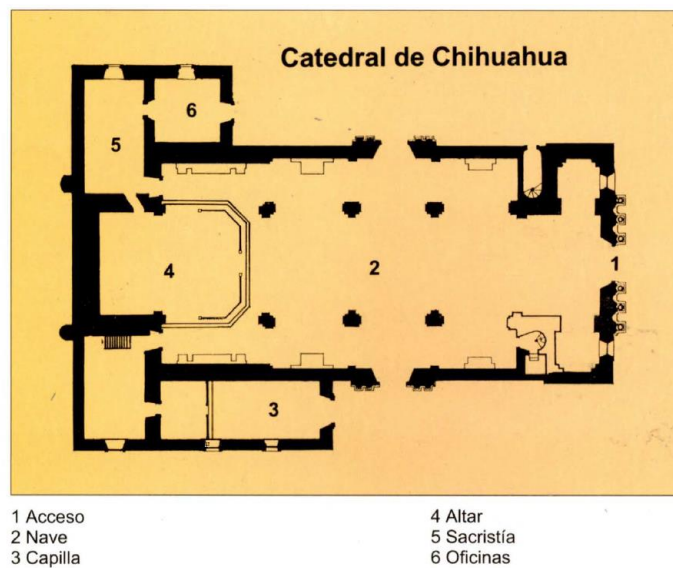 Catedral de Chihuahua
6
5
4
2
1
3
1 Acceso
2 Nave
3 Capilla
4 Altar
5 Sacristía
6 Oficinas